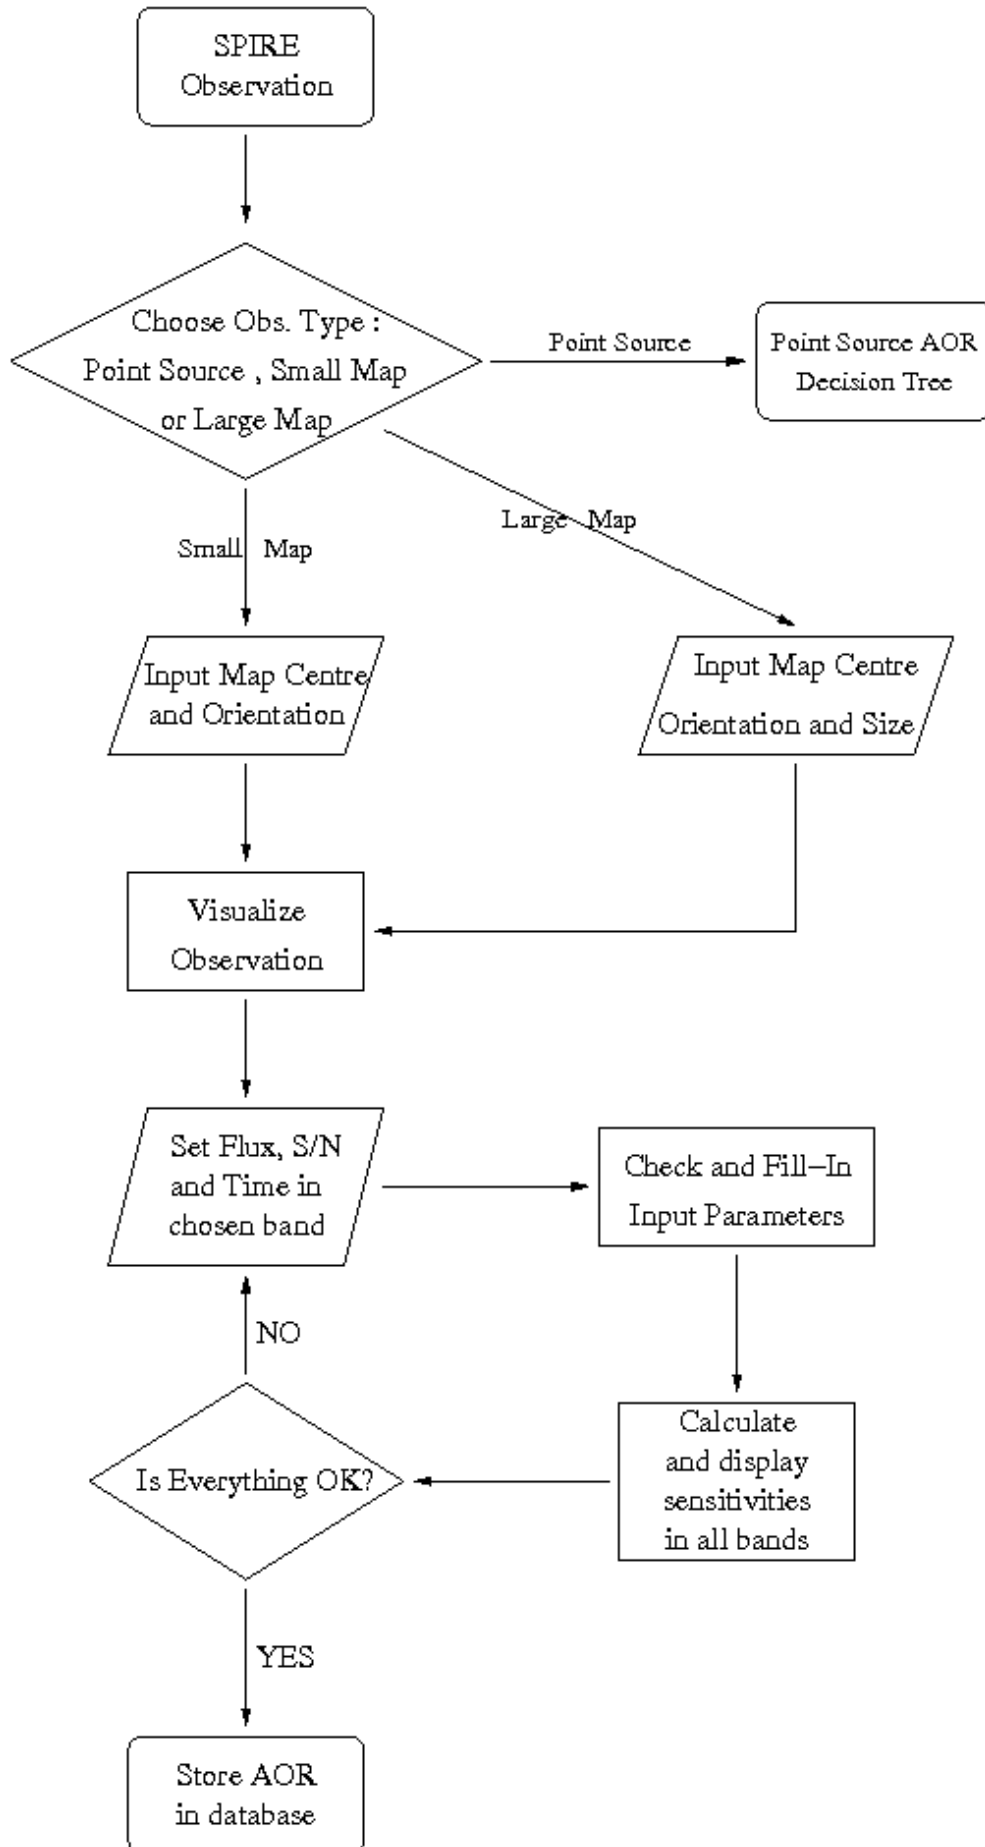 SPIRE
Observation
Choose Obs. Type :
Point Source , Small Map
or Large Map
Point Source
Point Source AOR
Decision Tree
Large Map
Small Map
Input Map Centre
and Orientation
Input Map Centre
Orientation and Size
Visualize
Observation
Set Flux, S/N
and Time in
chosen band
Check and Fill-In
Input Parameters
NO
Calculate
and display
sensitivities
in all bands
Is Everything OK?
YES
Store AOR
in database